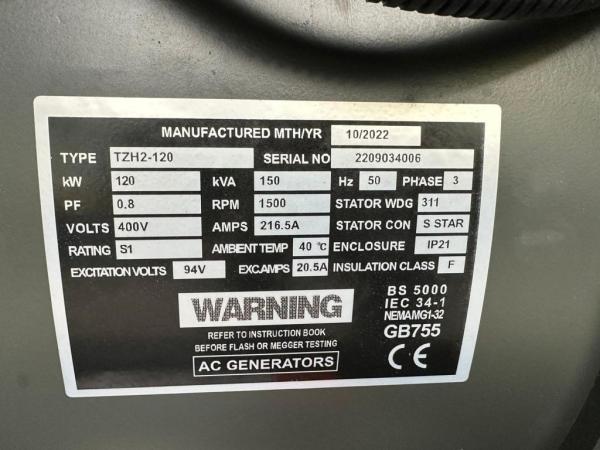 MANUFACTURED MTH/YR 10/2022
TYPE TZH2-120 SERIAL NO 2209034006
kW 120 kVA 150 Hz 50 PHASE 3
PF 0.8 RPM 1500 STATOR WDG 311
VOLTS 400V AMPS 216.5A STATOR CON S STAR
RATING S1 AMBIENT TEMP 40 °C ENCLOSURE IP21
EXCITATION VOLTS 94V EXC.AMPS 20.5A INSULATION CLASS F
WARNING
REFER TO INSTRUCTION BOOK
BEFORE FLASH OR MEGGER TESTING
AC GENERATORS
BS 5000
IEC 34-1
NEMAMG1-32
GB755
CE